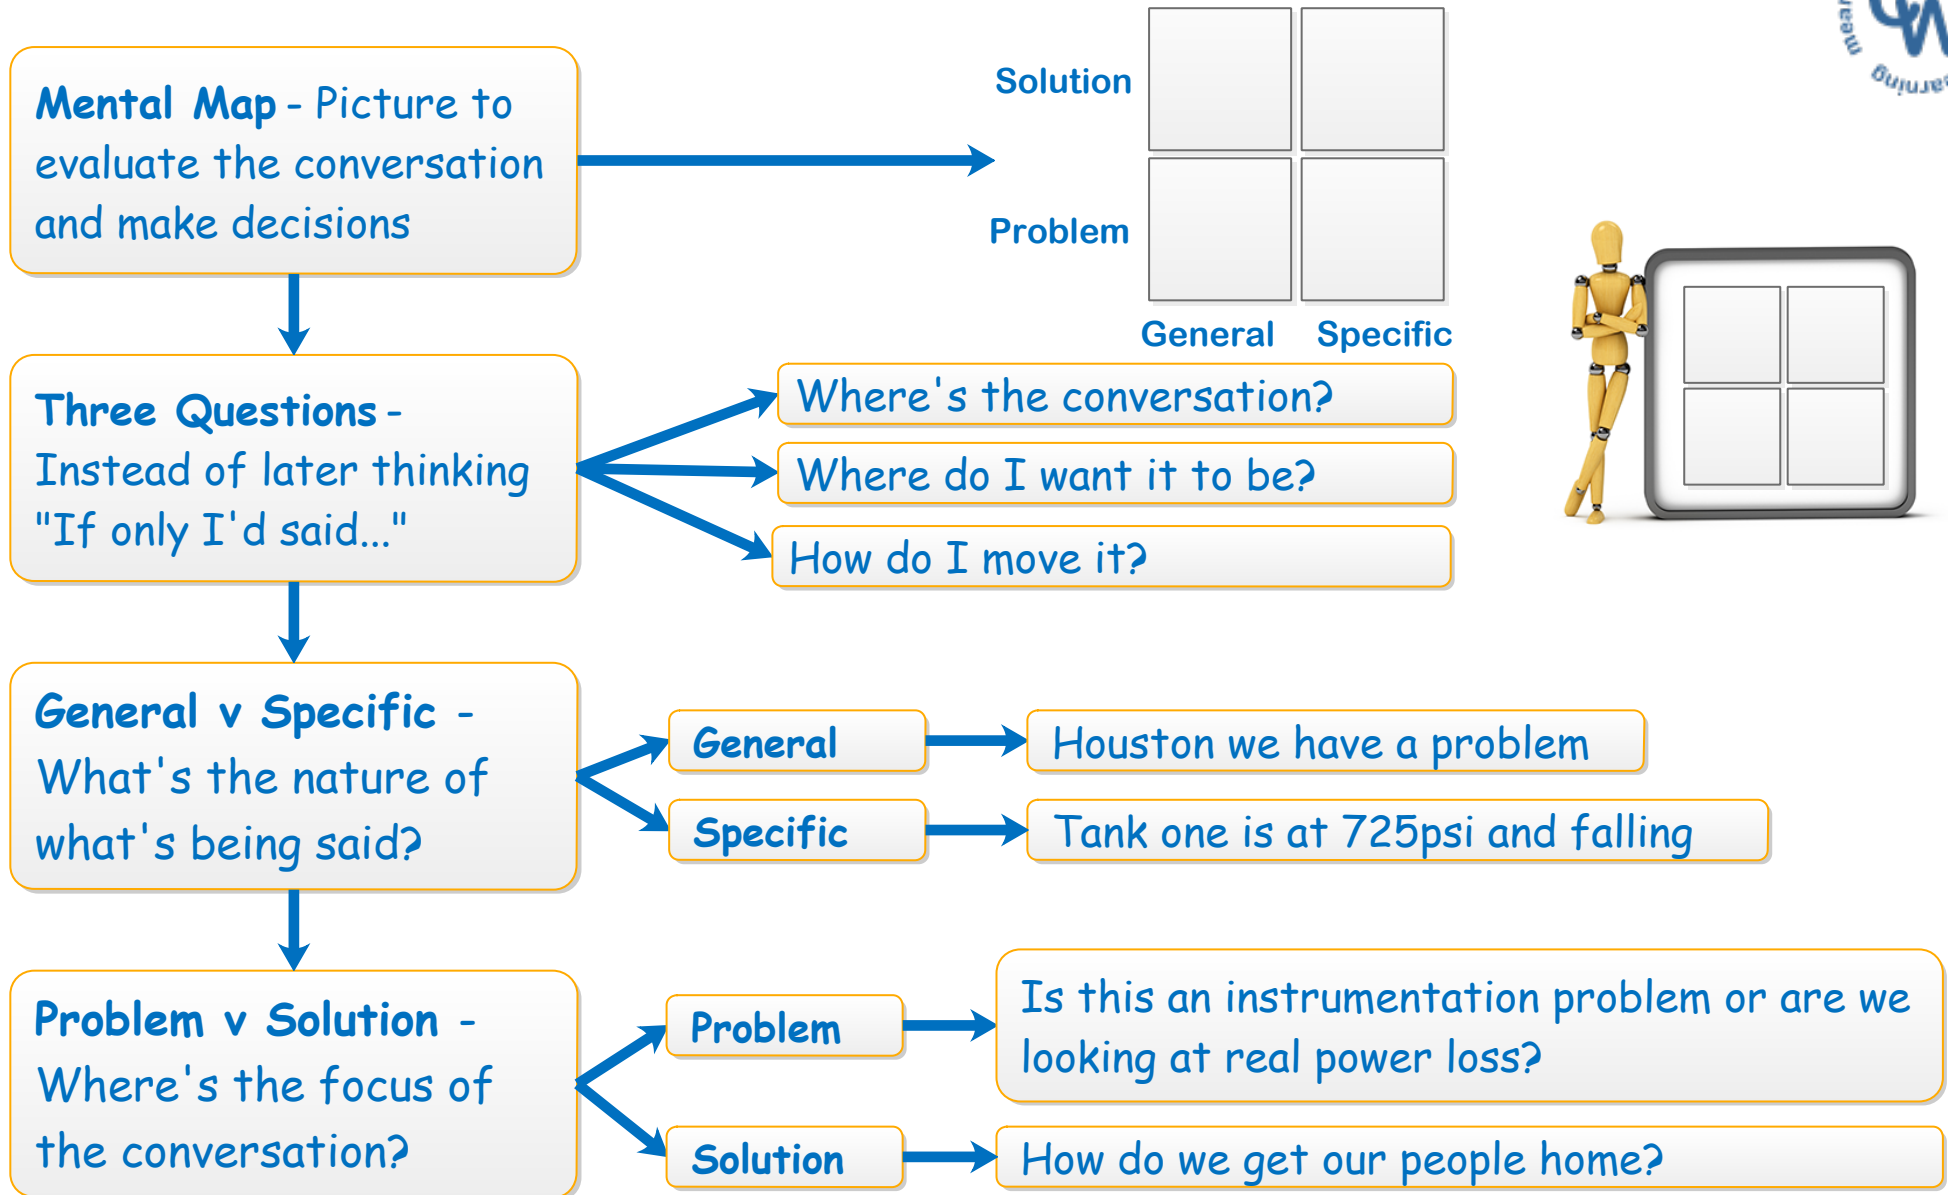 Mental Map - Picture to
evaluate the conversation
and make decisions
Solution
Problem
General Specific
Three Questions -
Instead of later thinking
"If only I'd said..."
Where's the conversation?
Where do I want it to be?
How do I move it?
General v Specific -
What's the nature of
what's being said?
General
Houston we have a problem
Specific
Tank one is at 725psi and falling
Problem v Solution -
Where's the focus of
the conversation?
Problem
Is this an instrumentation problem or are we
looking at real power loss?
Solution
How do we get our people home?